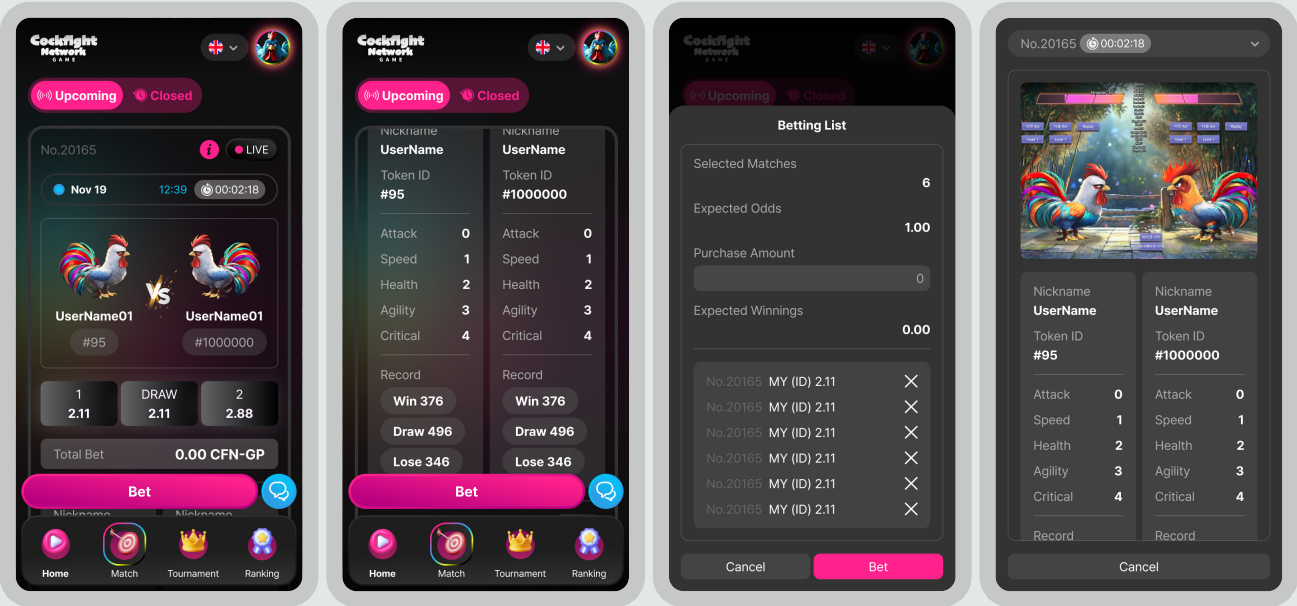 Cockfight
Network
GAME
Upcoming
Closed
No.20165
i
LIVE
Nov 19
12:39
00:02:18
VS
UserName01
UserName01
#95
#1000000
1
2.11
DRAW
2.11
2
2.88
Total Bet
0.00 CFN-GP
Bet
Nickname
Nickname
Home
Match
Tournament
Ranking
Cockfight
Network
GAME
Upcoming
Closed
Nickname
UserName
Token ID
#95
Attack 0
Speed 1
Health 2
Agility 3
Critical 4
Record
Win 376
Draw 496
Lose 346
Nickname
UserName
Token ID
#1000000
Attack 0
Speed 1
Health 2
Agility 3
Critical 4
Record
Win 376
Draw 496
Lose 346
Bet
Home
Match
Tournament
Ranking
Cockfight
Network
GAME
Upcoming
Closed
Betting List
Selected Matches
6
Expected Odds
1.00
Purchase Amount
0
Expected Winnings
0.00
No.20165 MY (ID) 2.11
No.20165 MY (ID) 2.11
No.20165 MY (ID) 2.11
No.20165 MY (ID) 2.11
No.20165 MY (ID) 2.11
No.20165 MY (ID) 2.11
Cancel
Bet
No.20165
00:02:18
Nickname
UserName
Token ID
#95
Attack 0
Speed 1
Health 2
Agility 3
Critical 4
Record
Nickname
UserName
Token ID
#1000000
Attack 0
Speed 1
Health 2
Agility 3
Critical 4
Record
Cancel